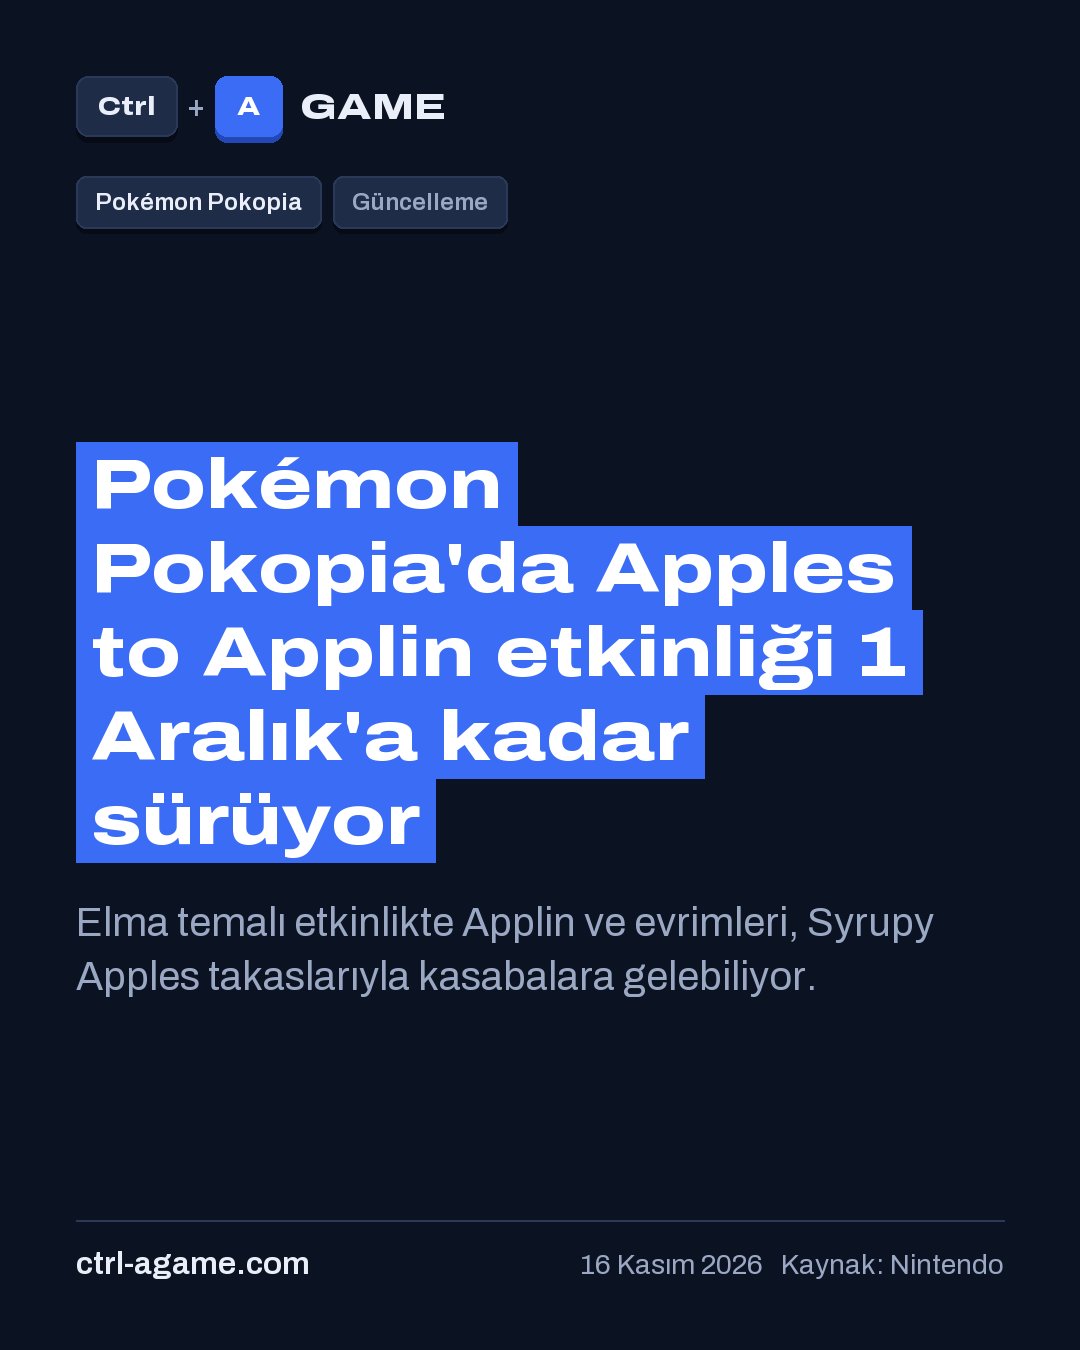 Ctrl + A GAME
Pokémon Pokopia Güncelleme
Pokémon
Pokopia'da Apples
to Applin etkinliği 1
Aralık'a kadar
sürüyor
Elma temalı etkinlikte Applin ve evrimleri, Syrupy
Apples takaslarıyla kasabalara gelebiliyor.
ctrl-agame.com 16 Kasım 2026 Kaynak: Nintendo